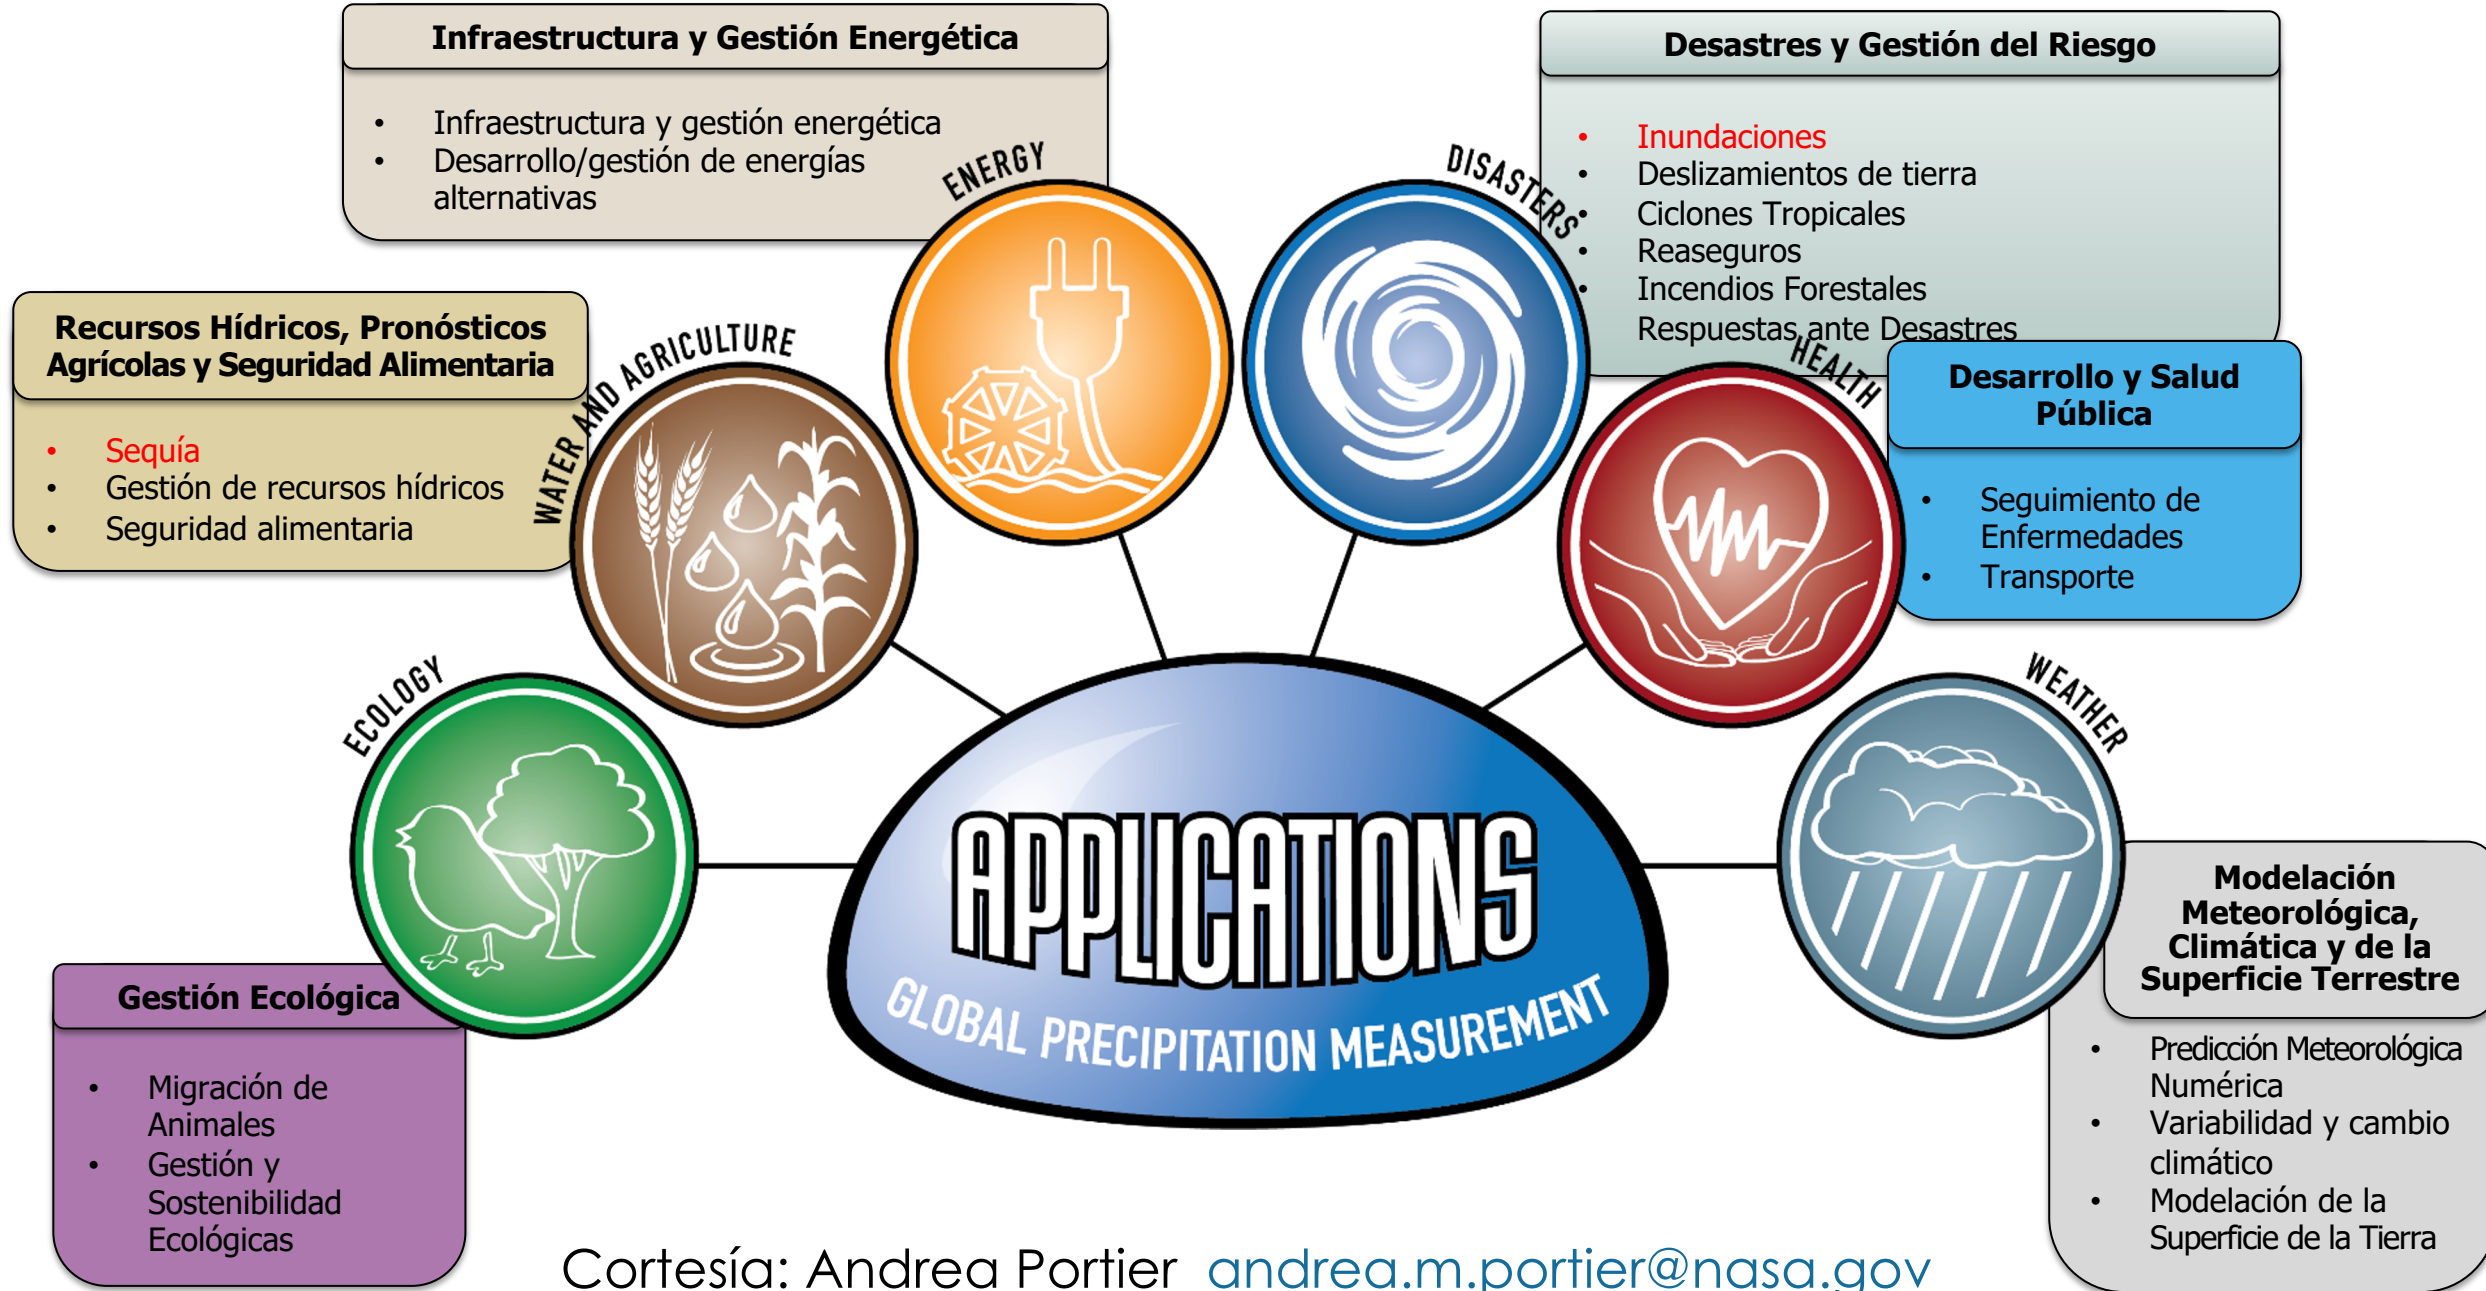 Infraestructura y Gestión Energética
• Infraestructura y gestión energética
• Desarrollo/gestión de energías
alternativas
ENERGY
Desastres y Gestión del Riesgo
• Inundaciones
• Deslizamientos de tierra
• Ciclones Tropicales
• Reaseguros
• Incendios Forestales
Respuestas ante Desastres
DISASTERS
Recursos Hídricos, Pronósticos
Agrícolas y Seguridad Alimentaria
• Sequía
• Gestión de recursos hídricos
• Seguridad alimentaria
WATER AND AGRICULTURE
HEALTH
Desarrollo y Salud
Pública
• Seguimiento de
Enfermedades
• Transporte
ECOLOGY
Gestión Ecológica
• Migración de
Animales
• Gestión y
Sostenibilidad
Ecológicas
WEATHER
Modelación
Meteorológica,
Climática y de la
Superficie Terrestre
• Predicción Meteorológica
Numérica
• Variabilidad y cambio
climático
• Modelación de la
Superficie de la Tierra
APPLICATIONS
GLOBAL PRECIPITATION MEASUREMENT
Cortesía: Andrea Portier andrea.m.portier@nasa.gov